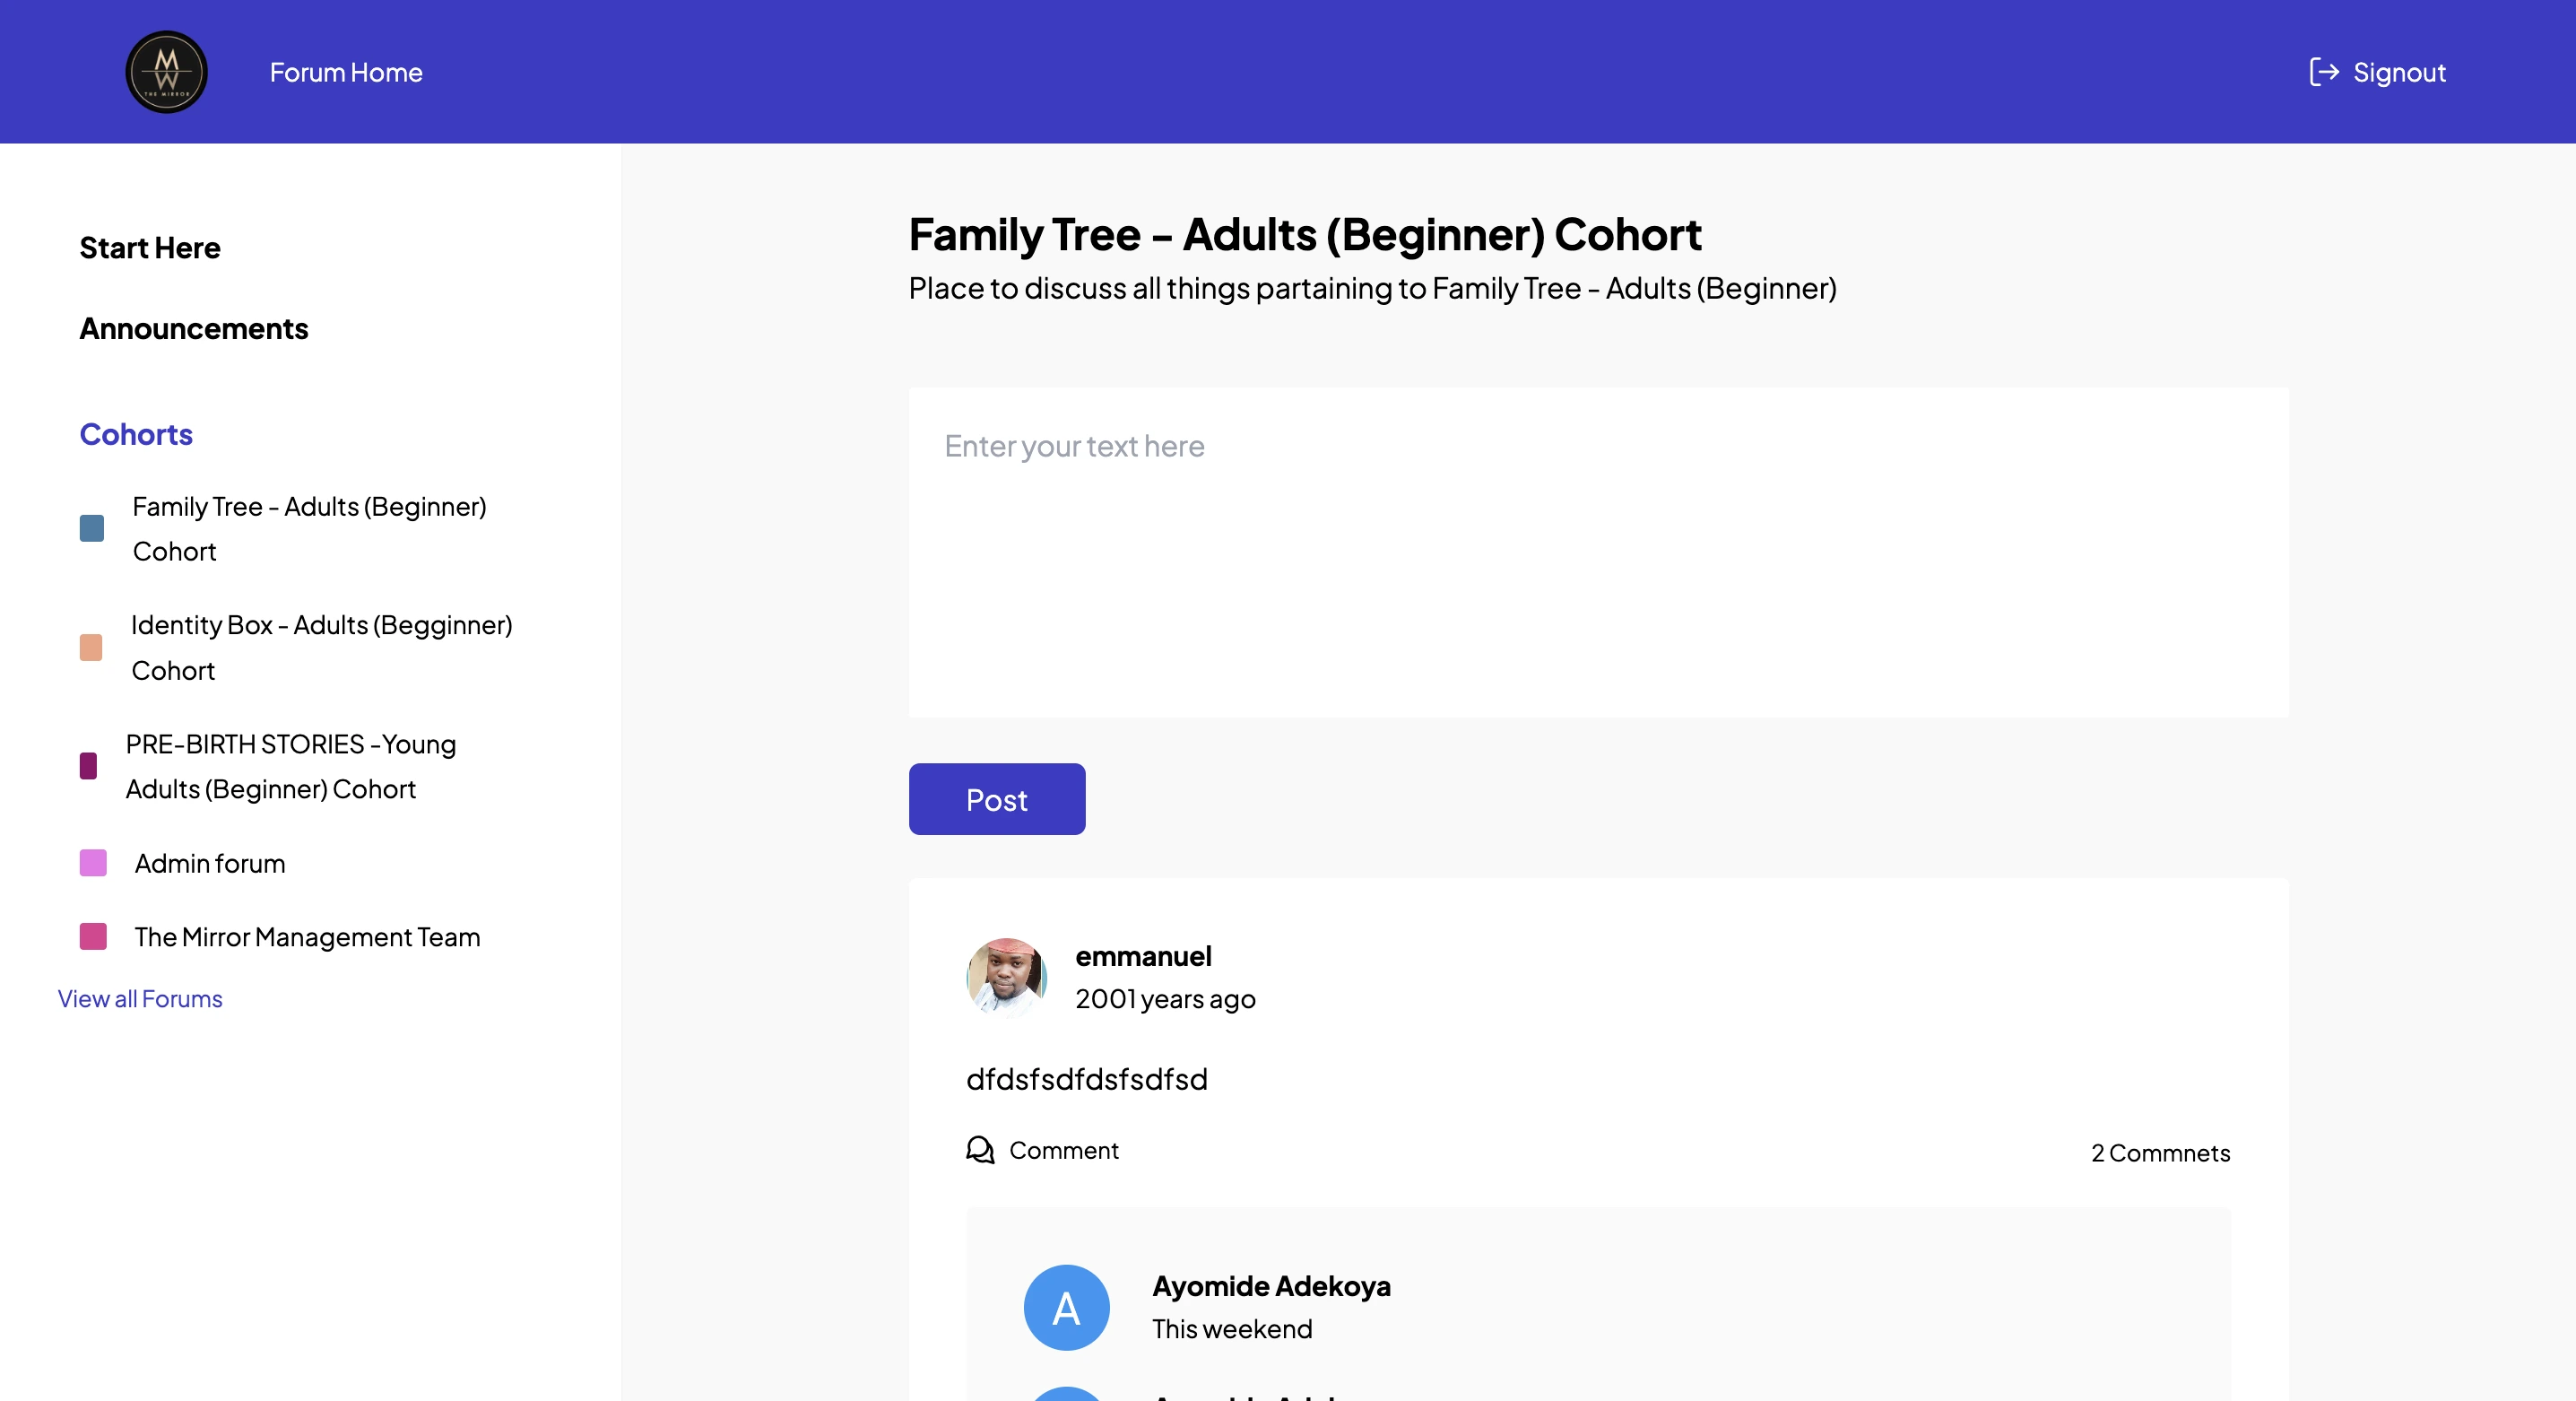 M
W
THE MIRROR
Forum Home
Signout
Start Here
Announcements
Cohorts
Family Tree - Adults (Beginner)
Cohort
Identity Box - Adults (Begginner)
Cohort
PRE-BIRTH STORIES -Young
Adults (Beginner) Cohort
Admin forum
The Mirror Management Team
View all Forums
Family Tree - Adults (Beginner) Cohort
Place to discuss all things partaining to Family Tree - Adults (Beginner)
Enter your text here
Post
emmanuel
2001 years ago
dfdsfsdfdsfsdfsd
Comment
2 Commnets
A
Ayomide Adekoya
This weekend